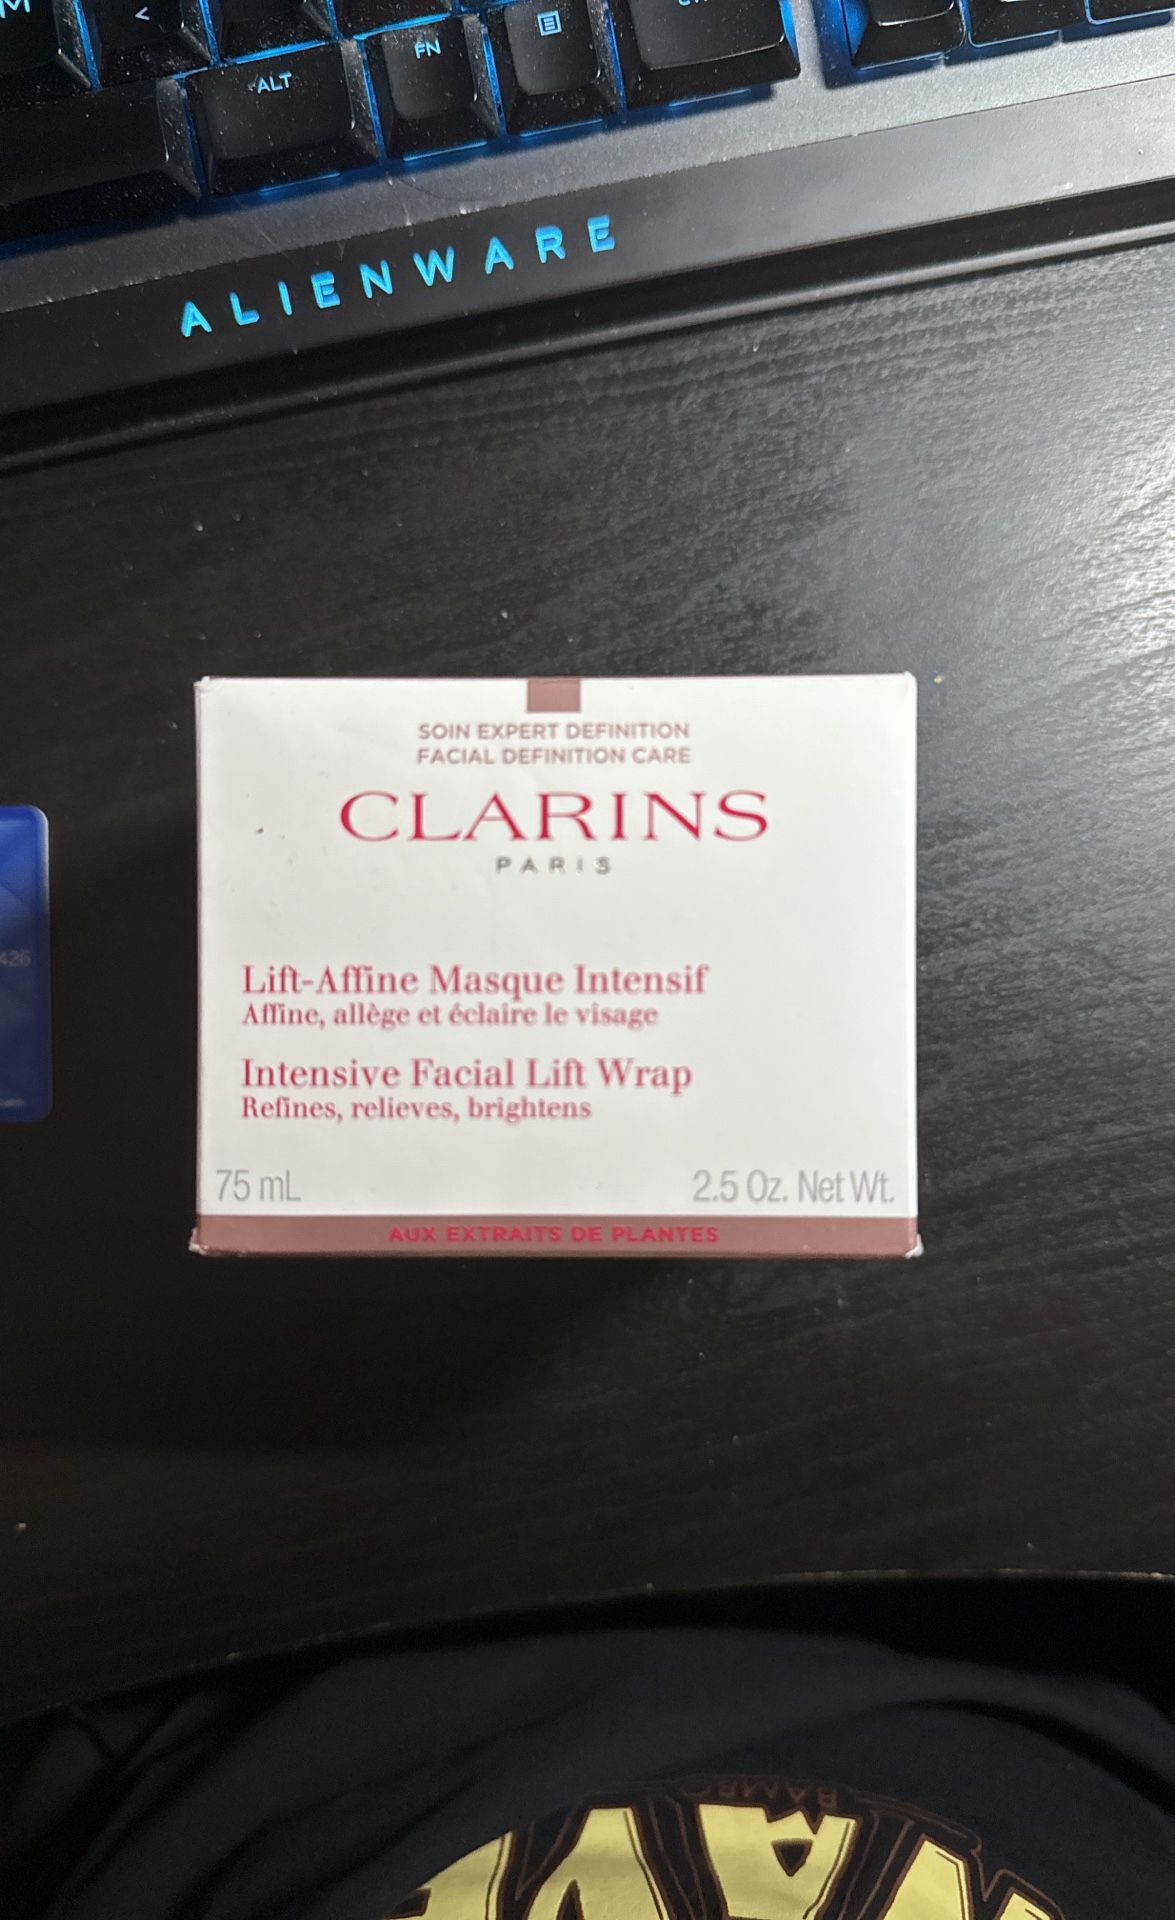 M
<
ALT
FN
ALIENWARE
SOIN EXPERT DEFINITION
FACIAL DEFINITION CARE
CLARINS
PARIS
426
Lift-Affine Masque Intensif
Affine, allège et éclaire le visage
Intensive Facial Lift Wrap
Refines, relieves, brightens
75 mL
2.5 Oz. Net Wt.
AUX EXTRAITS DE PLANTES